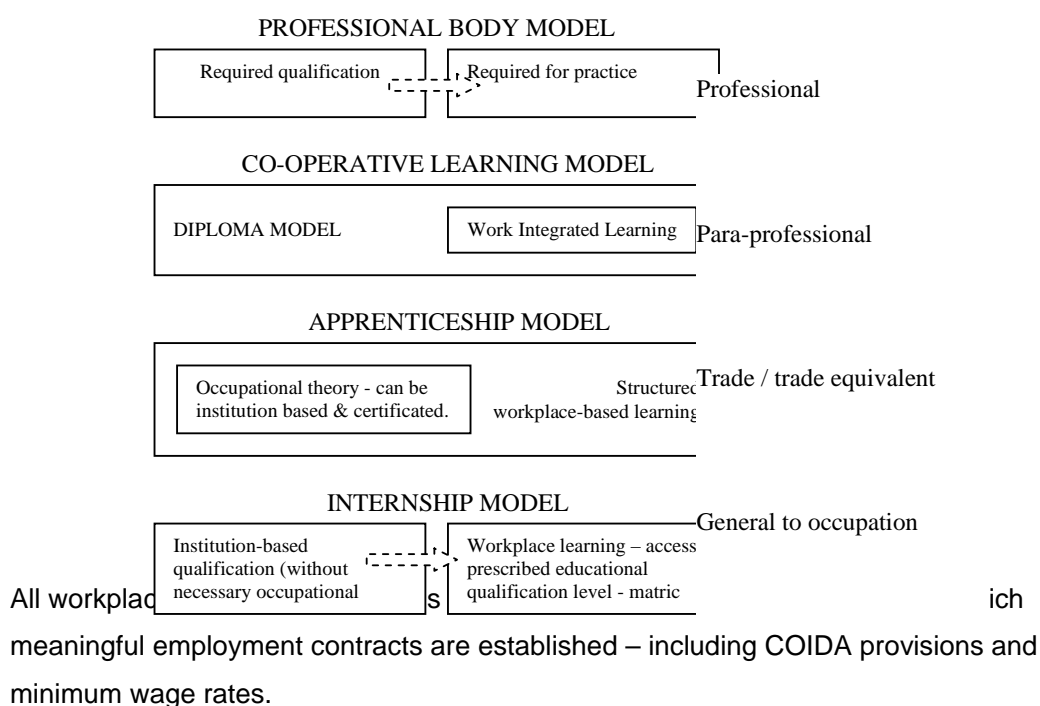 PROFESSIONAL BODY MODEL
Required qualification
Required for practice
Professional
CO-OPERATIVE LEARNING MODEL
DIPLOMA MODEL
Work Integrated Learning
Para-professional
APPRENTICESHIP MODEL
Occupational theory - can be
institution based & certificated.
Structured
workplace-based learning
Trade / trade equivalent
INTERNSHIP MODEL
General to occupation
Institution-based
qualification (without
necessary occupational
Workplace learning – access
prescribed educational
qualification level - matric
All
meaningful employment contracts are established – including COIDA provisions and
minimum wage rates.